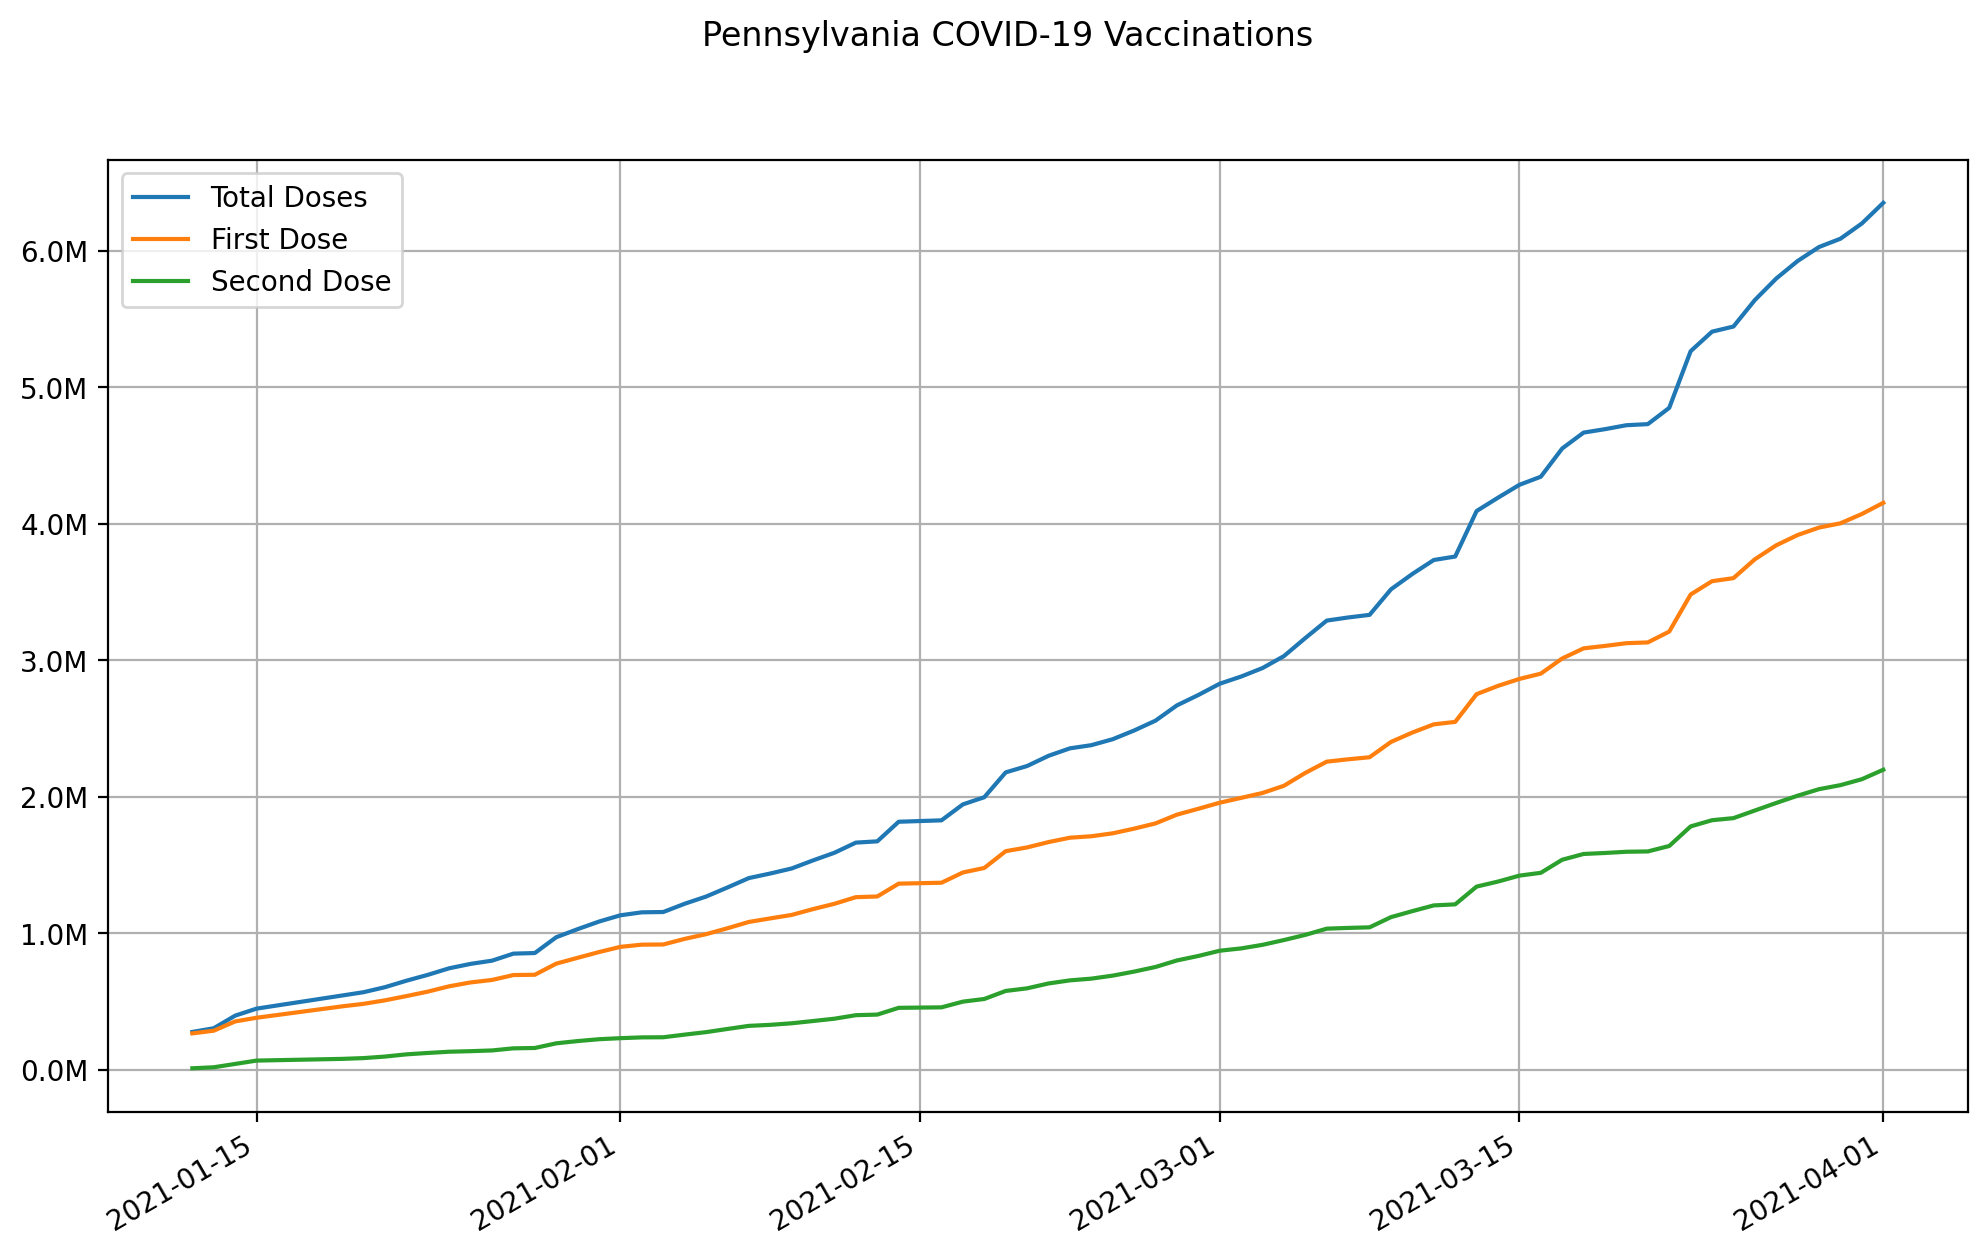 Pennsylvania COVID-19 Vaccinations
Total Doses
First Dose
Second Dose
6.0M
5.0M
4.0M
3.0M
2.0M
1.0M
0.0M
2021-01-15
2021-02-01
2021-02-15
2021-03-01
2021-03-15
2021-04-01